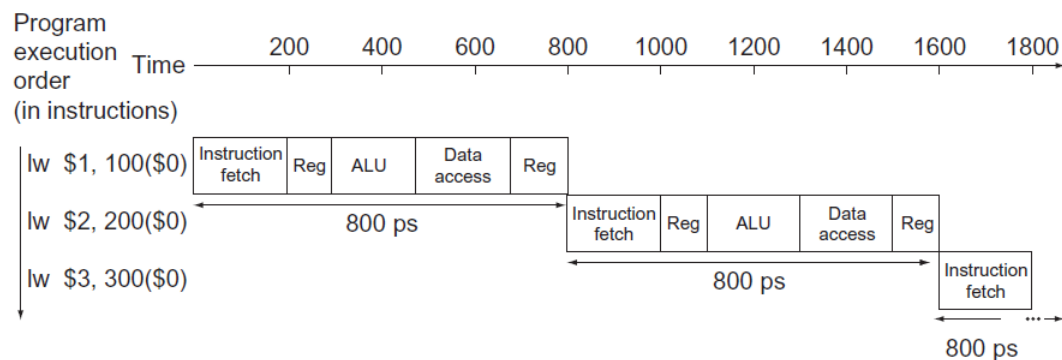 Program
execution
order
(in instructions)
Time
200 400 600 800 1000 1200 1400 1600 1800
lw $1, 100($0)
Instruction
fetch
Reg
ALU
Data
access
Reg
lw $2, 200($0)
800 ps
Instruction
fetch
Reg
ALU
Data
access
Reg
lw $3, 300($0)
800 ps
Instruction
fetch
...
800 ps